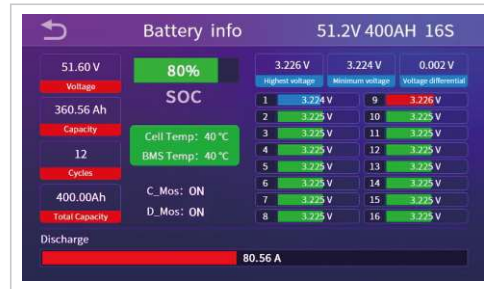 Battery info
51.2V 400AH 16S
51.60 V
Voltage
360.56 Ah
Capacity
12
Cycles
400.00Ah
Total Capacity
80%
SOC
Cell Temp: 40 ℃
BMS Temp: 40 ℃
C_Mos: ON
D_Mos: ON
3.226 V 3.224 V 0.002 V
Highest voltage Minimum voltage Voltage differential
1 3.224 V 9 3.226 V
2 3.225 V 10 3.225 V
3 3.225 V 11 3.225 V
4 3.225 V 12 3.225 V
5 3.225 V 13 3.225 V
6 3.225 V 14 3.225 V
7 3.225 V 15 3.225 V
8 3.225 V 16 3.225 V
Discharge
80.56 A